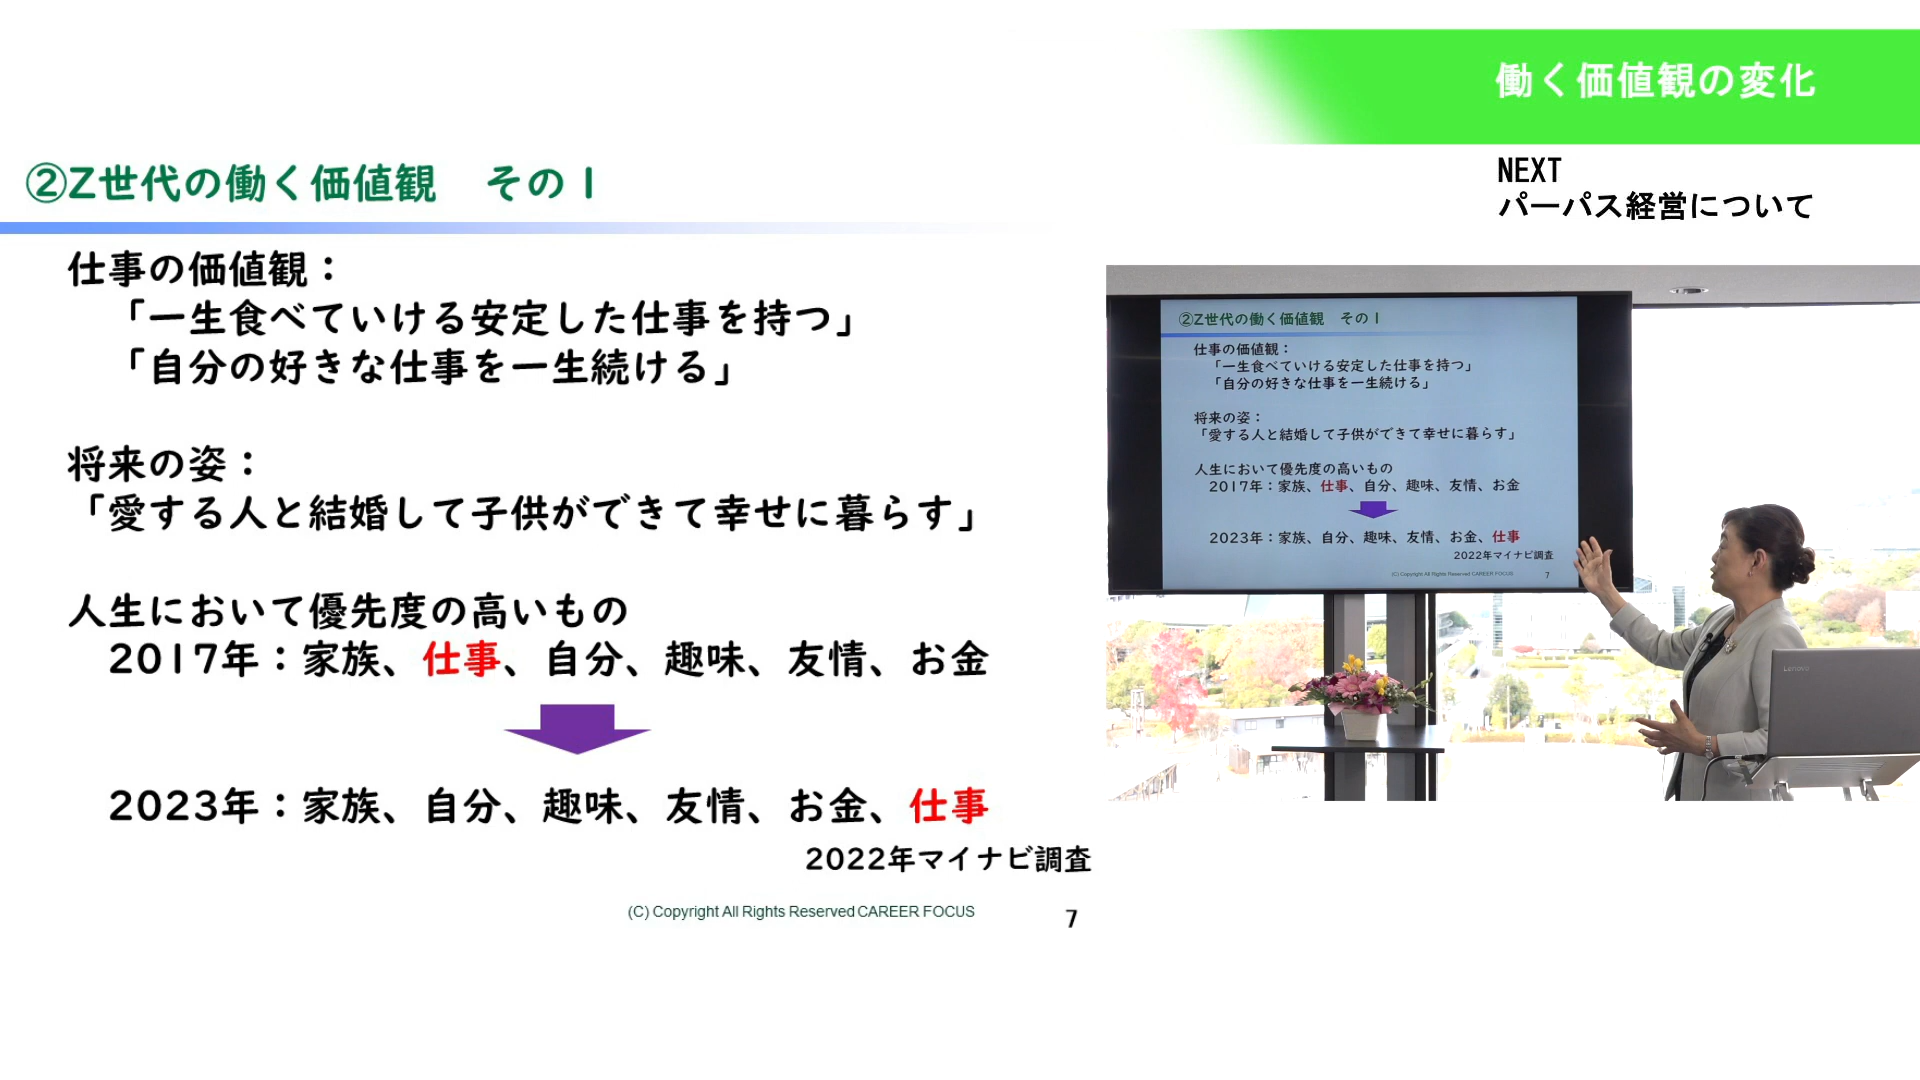 働く価値観の変化
NEXT
パーパス経営について
②Z世代の働く価値観　その1
仕事の価値観：
「一生食べていける安定した仕事を持つ」
「自分の好きな仕事を一生続ける」
将来の姿：
「愛する人と結婚して子供ができて幸せに暮らす」
人生において優先度の高いもの
2017年：家族、仕事、自分、趣味、友情、お金
2023年：家族、自分、趣味、友情、お金、仕事
2022年マイナビ調査
(C) Copyright All Rights Reserved CAREER FOCUS
7
②Z世代の働く価値観　その1
仕事の価値観：
「一生食べていける安定した仕事を持つ」
「自分の好きな仕事を一生続ける」
将来の姿：
「愛する人と結婚して子供ができて幸せに暮らす」
人生において優先度の高いもの
2017年：家族、仕事、自分、趣味、友情、お金
2023年：家族、自分、趣味、友情、お金、仕事
2022年マイナビ調査
(C) Copyright All Rights Reserved CAREER FOCUS
7
Lenovo